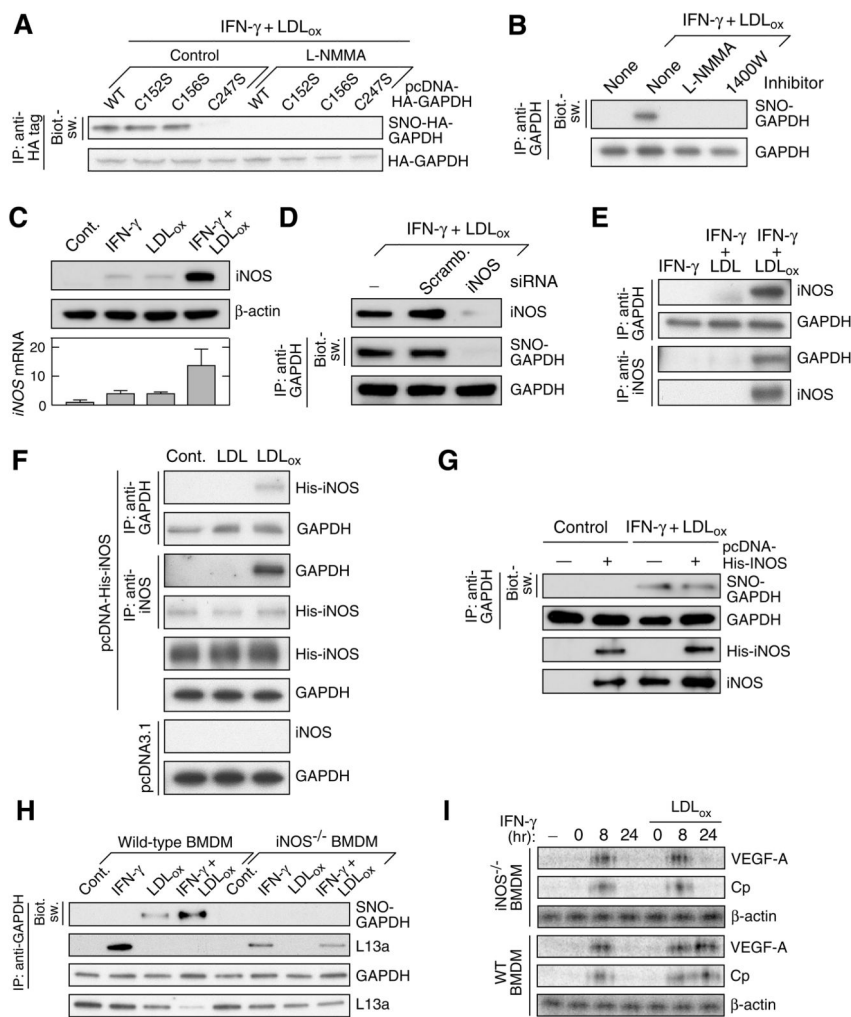 A
IFN-γ + LDLox
Control L-NMMA
WT C152S C156S C247S WT C152S C156S C247S pcDNA-HA-GAPDH
IP: anti-HA tag
Biot.-sw.
SNO-HA-GAPDH
HA-GAPDH
B
IFN-γ + LDLox
None None L-NMMA 1400W Inhibitor
IP: anti-GAPDH
Biot.-sw.
SNO-GAPDH
GAPDH
C
Cont. IFN-γ LDLox IFN-γ + LDLox
iNOS
β-actin
iNOS mRNA
20
10
0
D
IFN-γ + LDLox
– Scramb. iNOS siRNA
iNOS
IP: anti-GAPDH
Biot.-sw.
SNO-GAPDH
GAPDH
E
IFN-γ IFN-γ + LDL IFN-γ + LDLox
IP: anti-GAPDH
iNOS
GAPDH
IP: anti-iNOS
GAPDH
iNOS
F
Cont. LDL LDLox
pcDNA-His-iNOS
IP: anti-GAPDH
His-iNOS
GAPDH
IP: anti-iNOS
GAPDH
His-iNOS
His-iNOS
GAPDH
pcDNA3.1
iNOS
GAPDH
G
Control IFN-γ + LDLox
— + — + pcDNA-His-INOS
IP: anti-GAPDH
Biot.-sw.
SNO-GAPDH
GAPDH
His-iNOS
iNOS
H
Wild-type BMDM iNOS-/- BMDM
Cont. IFN-γ LDLox IFN-γ + LDLox Cont. IFN-γ LDLox IFN-γ + LDLox
IP: anti-GAPDH
Biot. sw.
SNO-GAPDH
L13a
GAPDH
L13a
I
LDLox
IFN-γ (hr): – 0 8 24 0 8 24
iNOS-/- BMDM
VEGF-A
Cp
β-actin
WT BMDM
VEGF-A
Cp
β-actin